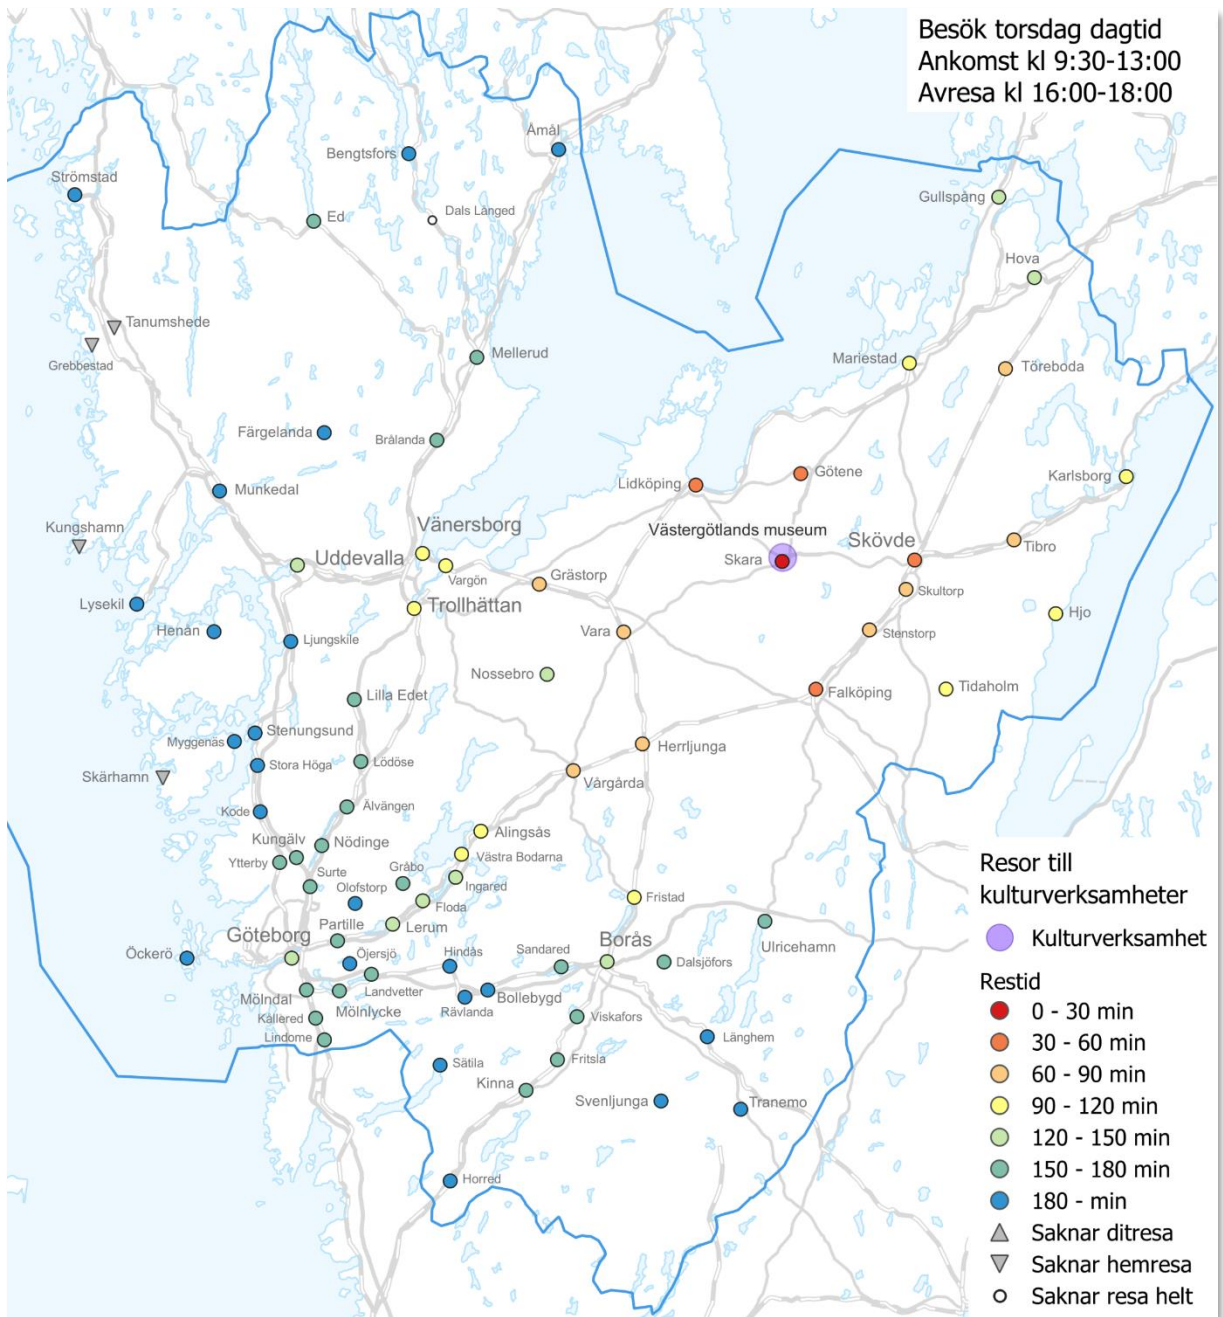 Besök torsdag dagtid
Ankomst kl 9:30-13:00
Avresa kl 16:00-18:00
Åmål
Bengtsfors
Strömstad
Gullspång
Dals Långed
Ed
Hova
Tanumshede
Grebbestad
Mellerud
Mariestad
Töreboda
Färgelanda
Brålanda
Götene
Karlsborg
Lidköping
Munkedal
Kungshamn
Vänersborg
Västergötlands museum
Skövde
Tibro
Uddevalla
Skara
Vargön
Grästorp
Skultorp
Lysekil
Trollhättan
Hjo
Henån
Ljungskile
Vara
Stenstorp
Nossebro
Tidaholm
Lilla Edet
Falköping
Stenungsund
Myggenäs
Herrljunga
Stora Höga
Lödöse
Skärhamn
Vårgårda
Älvängen
Kode
Alingsås
Kungälv
Nödinge
Västra Bodarna
Ytterby
Gråbo
Surte
Ingared
Olofstorp
Fristad
Floda
Partille
Lerum
Göteborg
Borås
Ulricehamn
Öckerö
Öjersjö
Hindås
Sandared
Dalsjöfors
Landvetter
Mölndal
Bollebygd
Mölnlycke
Rävlanda
Kållered
Viskafors
Lindome
Länghem
Sätila
Fritsla
Kinna
Svenljunga
Tranemo
Horred
Resor till
kulturverksamheter
Kulturverksamhet
Restid
0 - 30 min
30 - 60 min
60 - 90 min
90 - 120 min
120 - 150 min
150 - 180 min
180 - min
Saknar ditresa
Saknar hemresa
Saknar resa helt